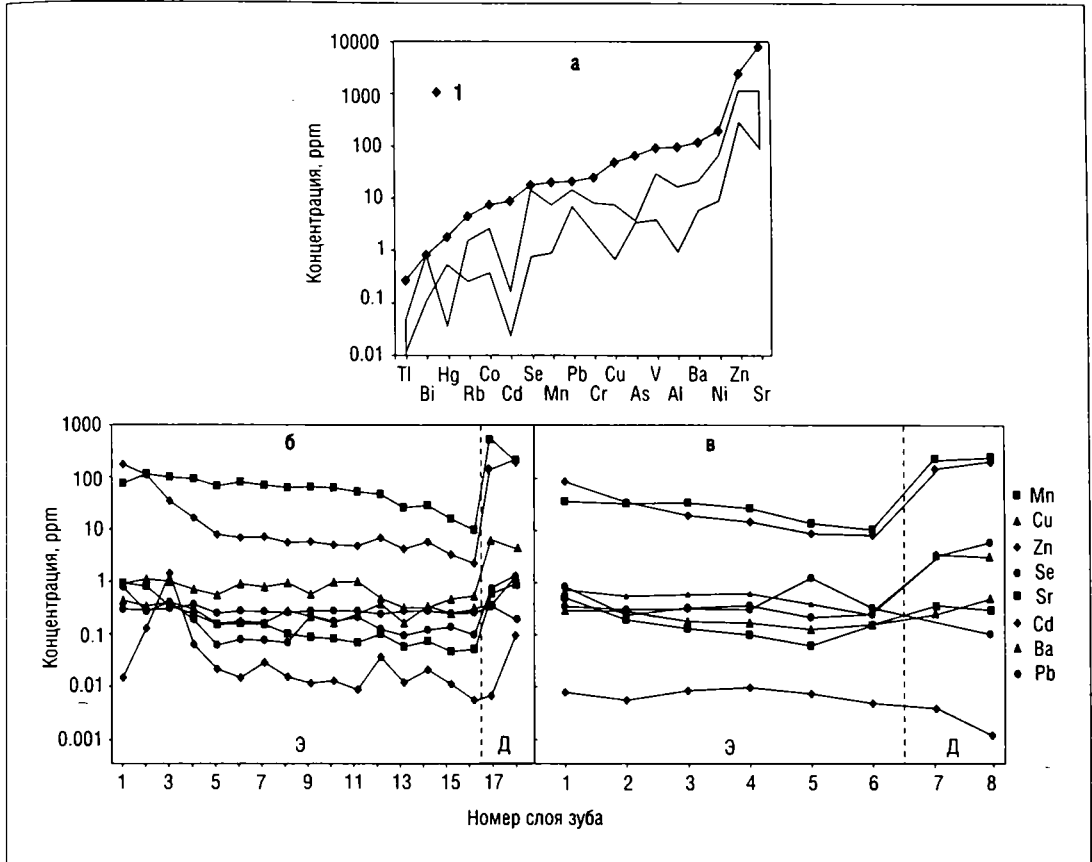 а
1
Концентрация, ppm
10000
1000
100
10
1
0.1
0.01
Tl Hg Co Se Pb Cu V Ba Zn
Bi Rb Cd Mn Cr As Al Ni Sr
б
в
Концентрация, ppm
1000
100
10
1
0.1
0.01
0.001
Э
Д
Э
Д
1 3 5 7 9 11 13 15 17
1 2 3 4 5 6 7 8
Номер слоя зуба
Mn
Cu
Zn
Se
Sr
Cd
Ba
Pb